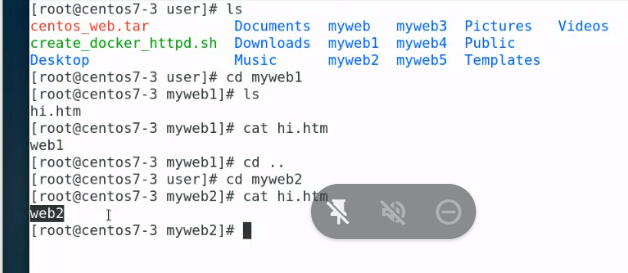 [root@centos7-3 user]# ls
centos_web.tar Documents myweb myweb3 Pictures Videos
create_docker_httpd.sh Downloads myweb1 myweb4 Public
Desktop Music myweb2 myweb5 Templates
[root@centos7-3 user]# cd myweb1
[root@centos7-3 myweb1]# ls
hi.htm
[root@centos7-3 myweb1]# cat hi.htm
web1
[root@centos7-3 myweb1]# cd ..
[root@centos7-3 user]# cd myweb2
[root@centos7-3 myweb2]# cat hi.htm
web2
[root@centos7-3 myweb2]#